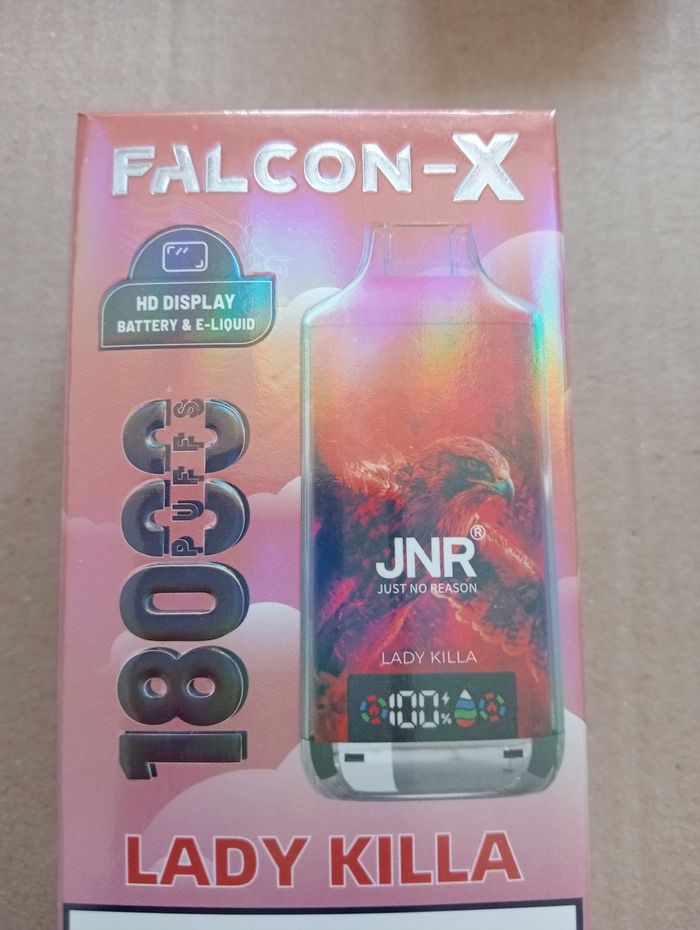 FALCON-X
HD DISPLAY
BATTERY & E-LIQUID
18000
PUFFS
JNR®
JUST NO REASON
LADY KILLA
100%
LADY KILLA